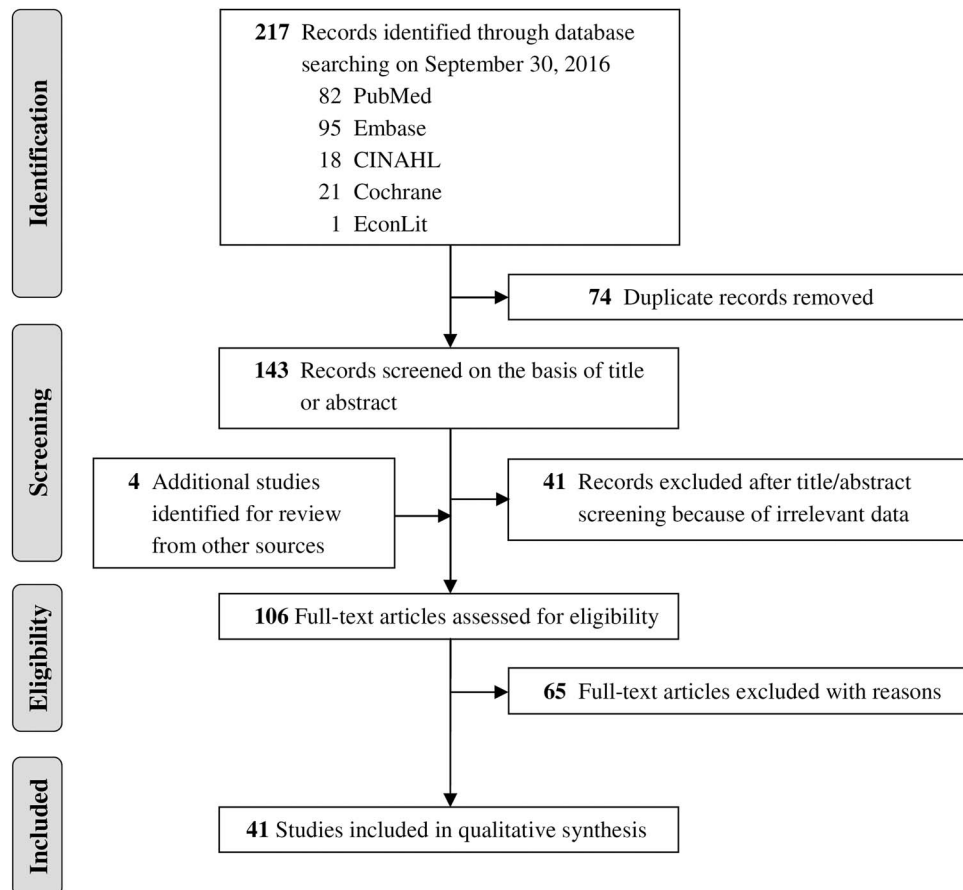 Identification
217 Records identified through database
searching on September 30, 2016
82 PubMed
95 Embase
18 CINAHL
21 Cochrane
1 EconLit
74 Duplicate records removed
Screening
143 Records screened on the basis of title
or abstract
4 Additional studies
identified for review
from other sources
41 Records excluded after title/abstract
screening because of irrelevant data
Eligibility
106 Full-text articles assessed for eligibility
65 Full-text articles excluded with reasons
Included
41 Studies included in qualitative synthesis